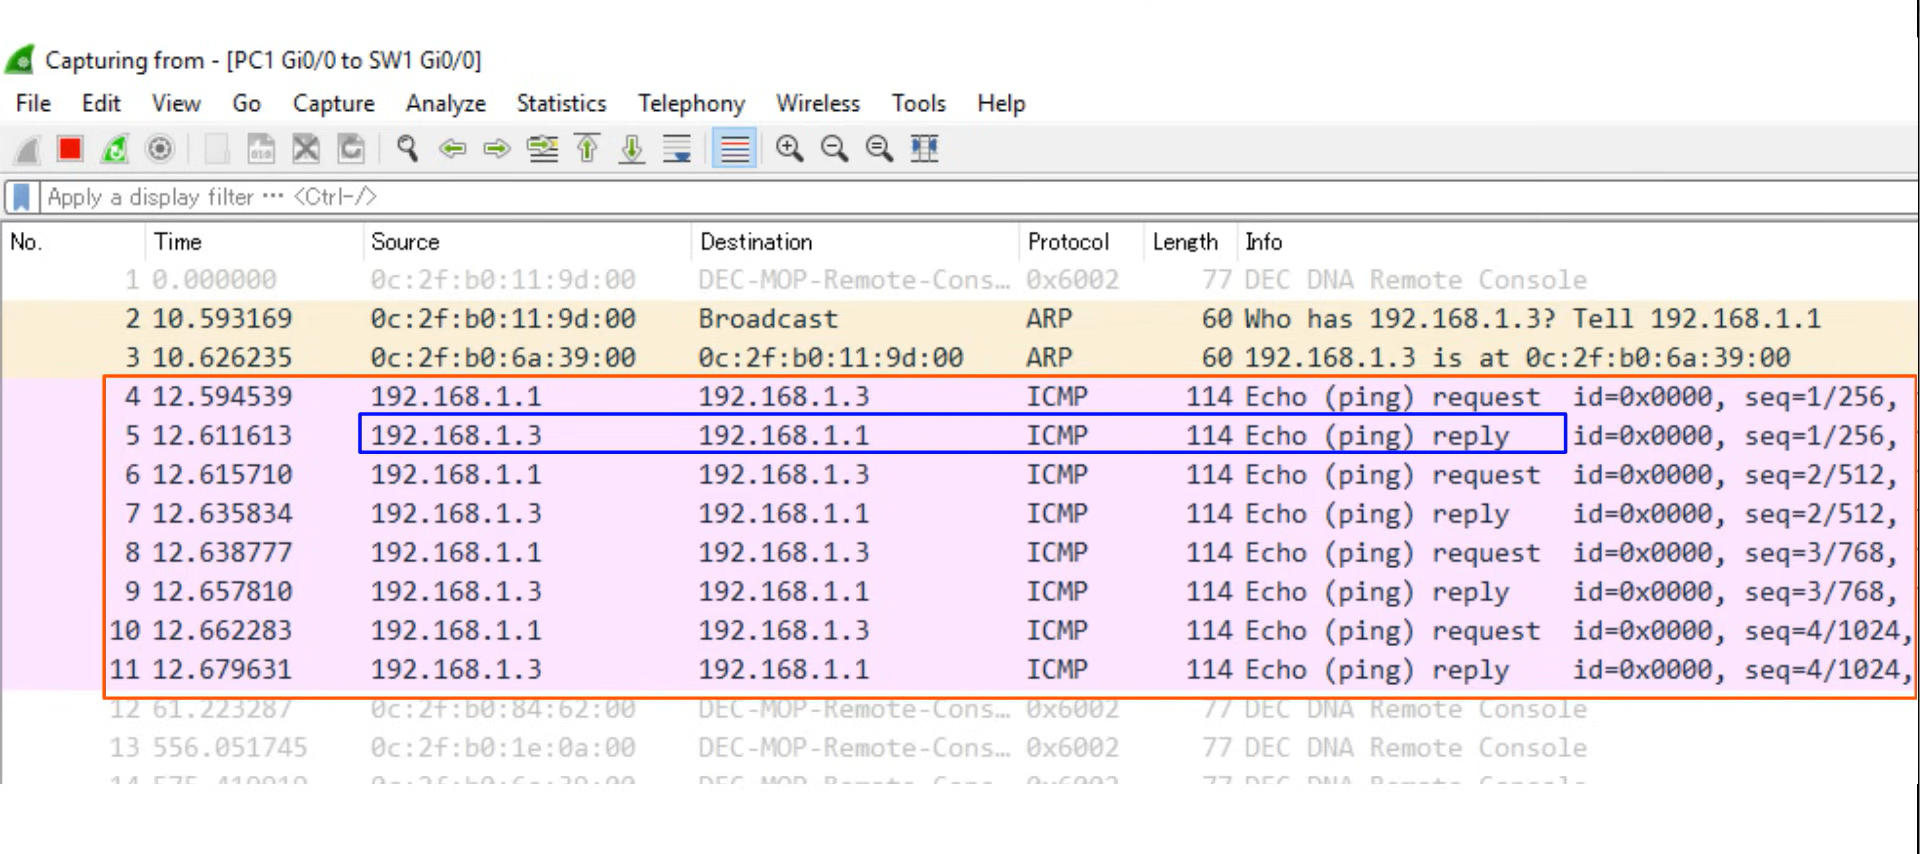 Capturing from - [PC1 Gi0/0 to SW1 Gi0/0]
File Edit View Go Capture Analyze Statistics Telephony Wireless Tools Help
Apply a display filter ··· <Ctrl-/>
No. Time Source Destination Protocol Length Info
1 0.000000 0c:2f:b0:11:9d:00 DEC-MOP-Remote-Cons… 0x6002 77 DEC DNA Remote Console
2 10.593169 0c:2f:b0:11:9d:00 Broadcast ARP 60 Who has 192.168.1.3? Tell 192.168.1.1
3 10.626235 0c:2f:b0:6a:39:00 0c:2f:b0:11:9d:00 ARP 60 192.168.1.3 is at 0c:2f:b0:6a:39:00
4 12.594539 192.168.1.1 192.168.1.3 ICMP 114 Echo (ping) request id=0x0000, seq=1/256,
5 12.611613 192.168.1.3 192.168.1.1 ICMP 114 Echo (ping) reply id=0x0000, seq=1/256,
6 12.615710 192.168.1.1 192.168.1.3 ICMP 114 Echo (ping) request id=0x0000, seq=2/512,
7 12.635834 192.168.1.3 192.168.1.1 ICMP 114 Echo (ping) reply id=0x0000, seq=2/512,
8 12.638777 192.168.1.1 192.168.1.3 ICMP 114 Echo (ping) request id=0x0000, seq=3/768,
9 12.657810 192.168.1.3 192.168.1.1 ICMP 114 Echo (ping) reply id=0x0000, seq=3/768,
10 12.662283 192.168.1.1 192.168.1.3 ICMP 114 Echo (ping) request id=0x0000, seq=4/1024,
11 12.679631 192.168.1.3 192.168.1.1 ICMP 114 Echo (ping) reply id=0x0000, seq=4/1024,
12 61.223287 0c:2f:b0:84:62:00 DEC-MOP-Remote-Cons… 0x6002 77 DEC DNA Remote Console
13 556.051745 0c:2f:b0:1e:0a:00 DEC-MOP-Remote-Cons… 0x6002 77 DEC DNA Remote Console
14 DEC-MOP-Remote-Cons… 0x6002 77 DEC DNA Remote Console